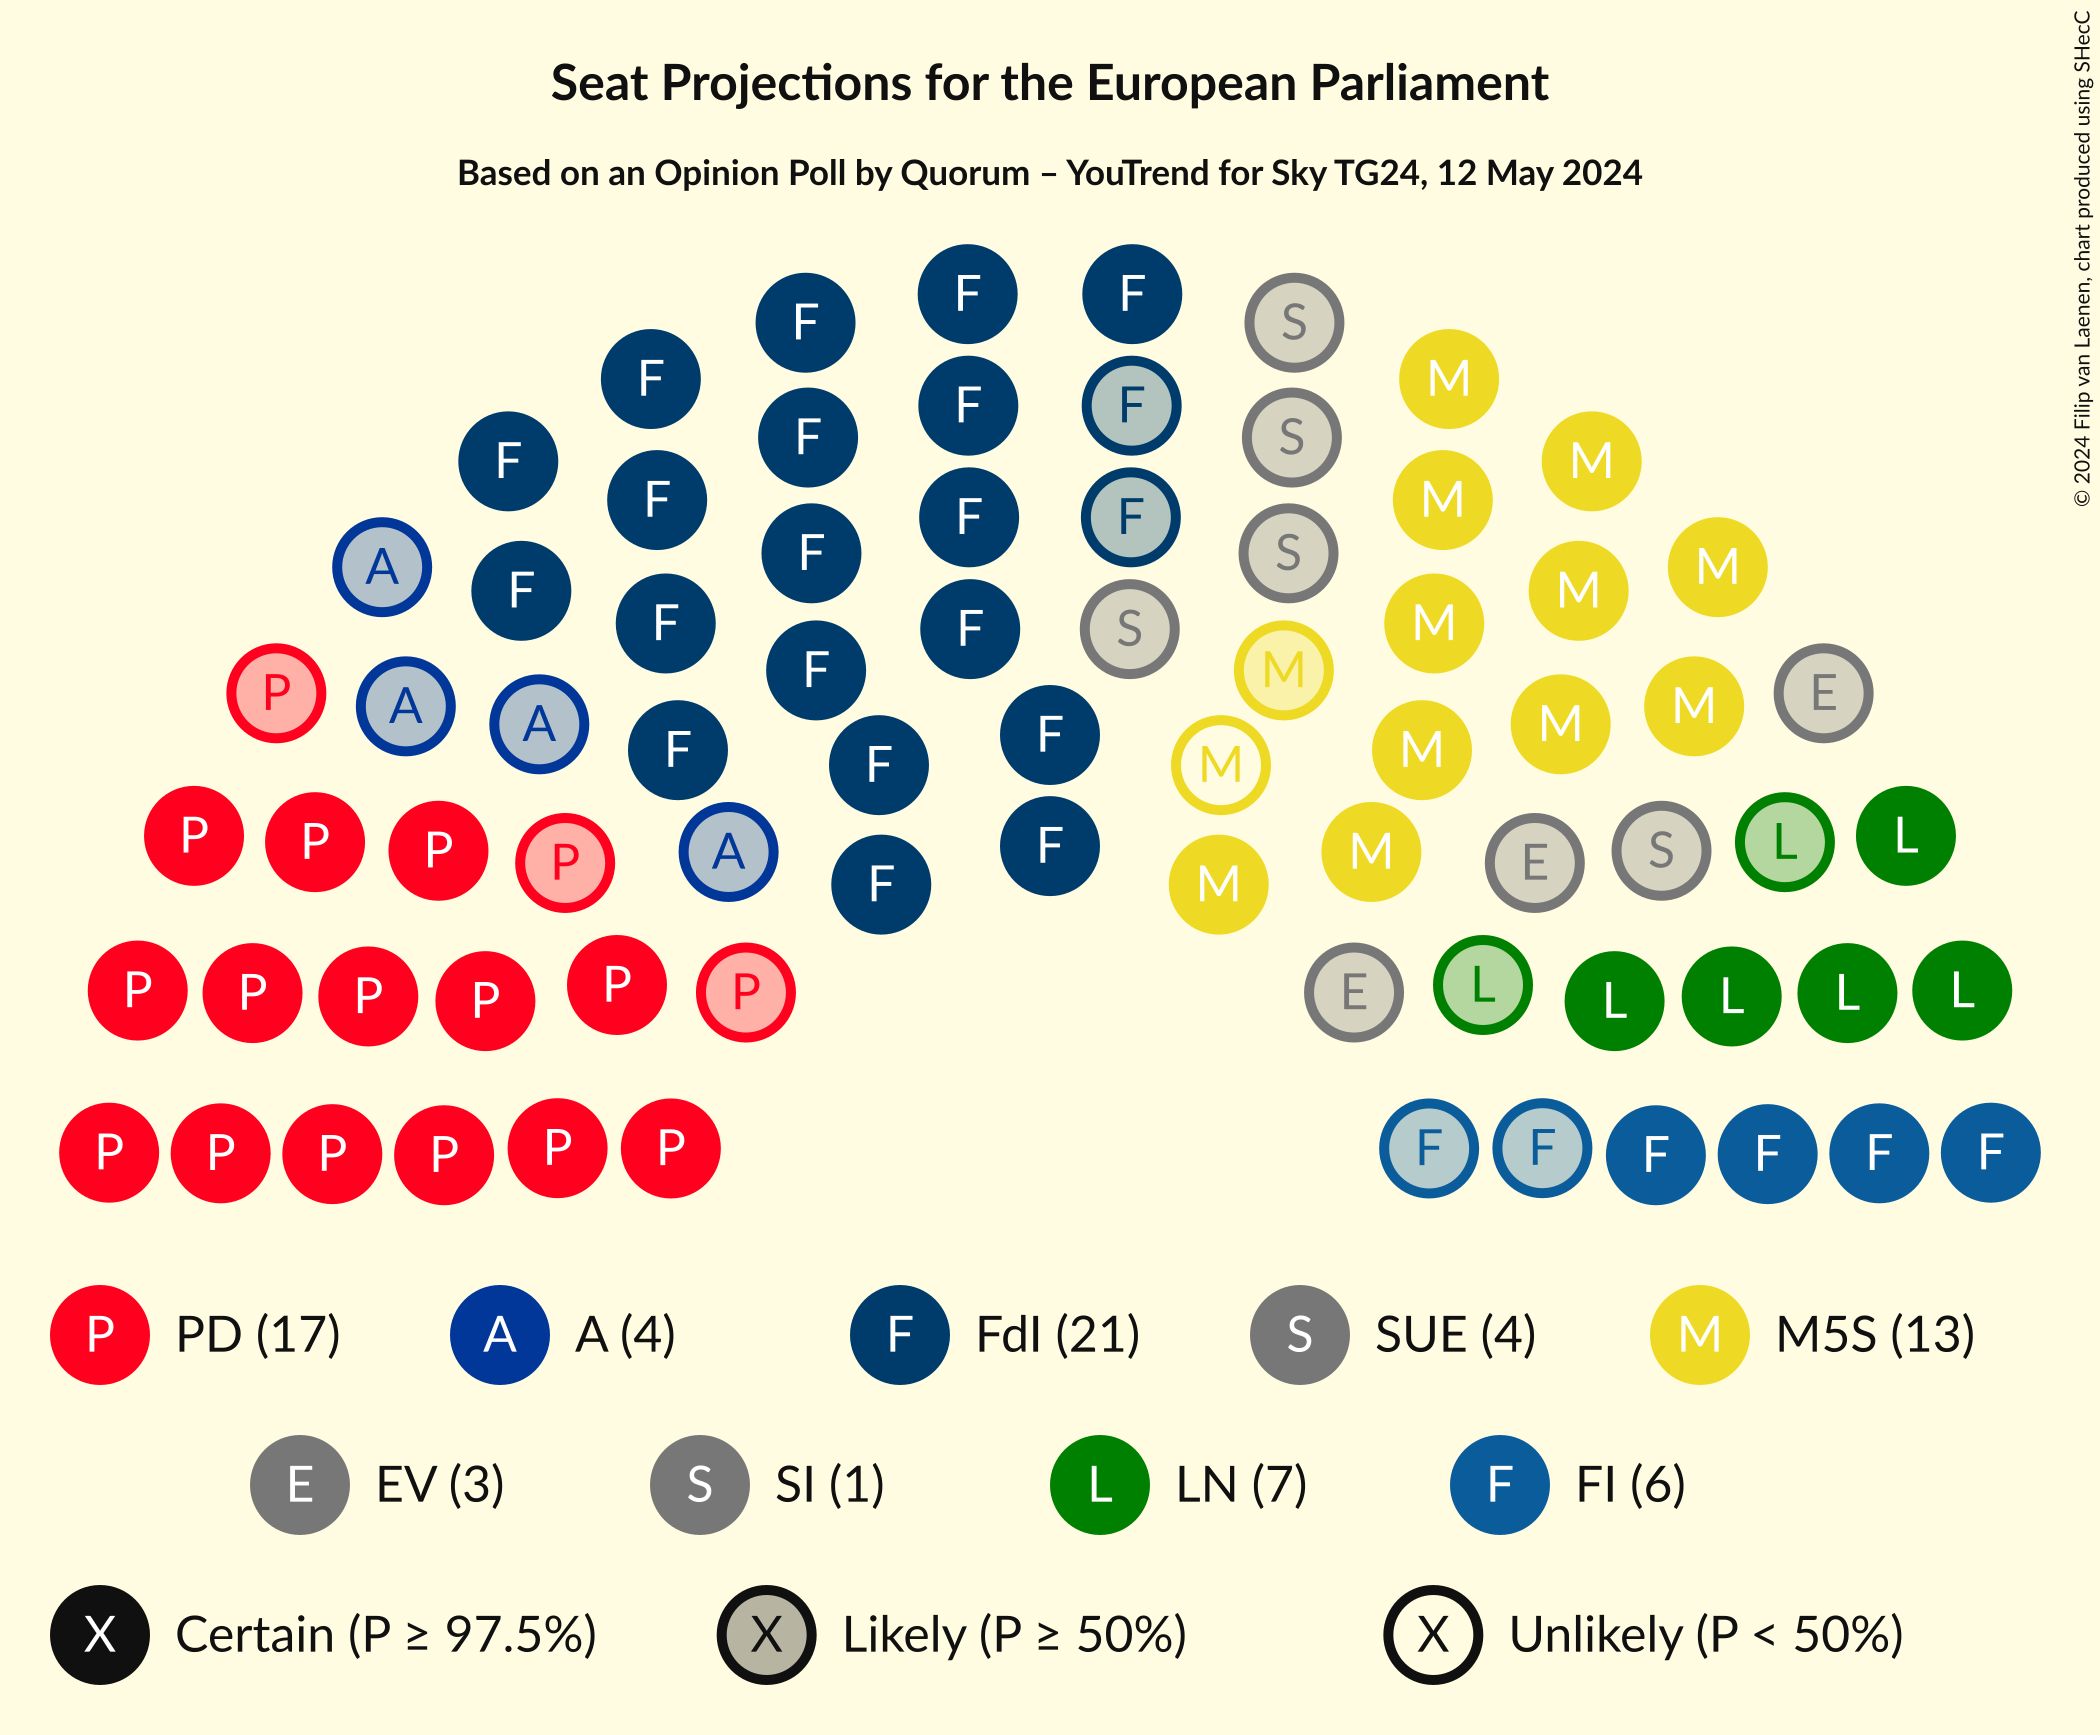 Seat Projections for the European Parliament
Based on an Opinion Poll by Quorum – YouTrend for Sky TG24, 12 May 2024
© 2024 Filip van Laenen, chart produced using SHecC
F F
F S
F M
F F
F S
F M
F M
F F
F S
F M
A M
F M
F S
F M
F M
P E
A M
A M
F M
F M
F
P P P P A F F M M E S L L
P P P P P P E L L L L L
P P P P P P F F F F F F
P PD (17) A A (4) F FdI (21) S SUE (4) M M5S (13)
E EV (3) S SI (1) L LN (7) F FI (6)
X Certain (P ≥ 97.5%) X Likely (P ≥ 50%) X Unlikely (P < 50%)